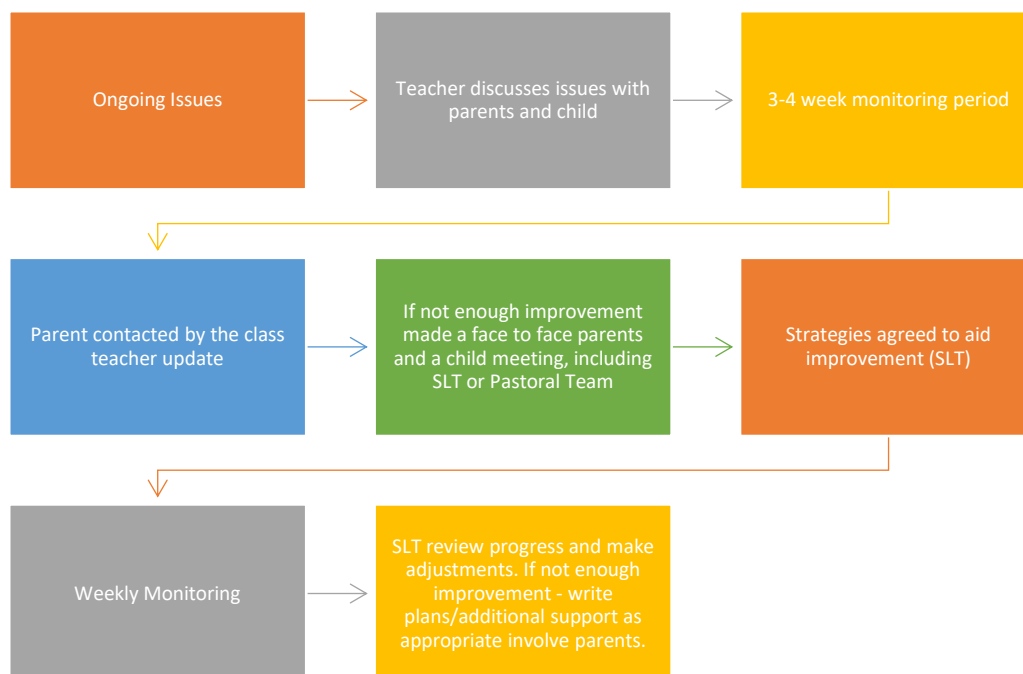 Ongoing Issues
Teacher discusses issues with
parents and child
3-4 week monitoring period
Parent contacted by the class
teacher update
If not enough improvement
made a face to face parents
and a child meeting, including
SLT or Pastoral Team
Strategies agreed to aid
improvement (SLT)
Weekly Monitoring
SLT review progress and make
adjustments. If not enough
improvement - write
plans/additional support as
appropriate involve parents.